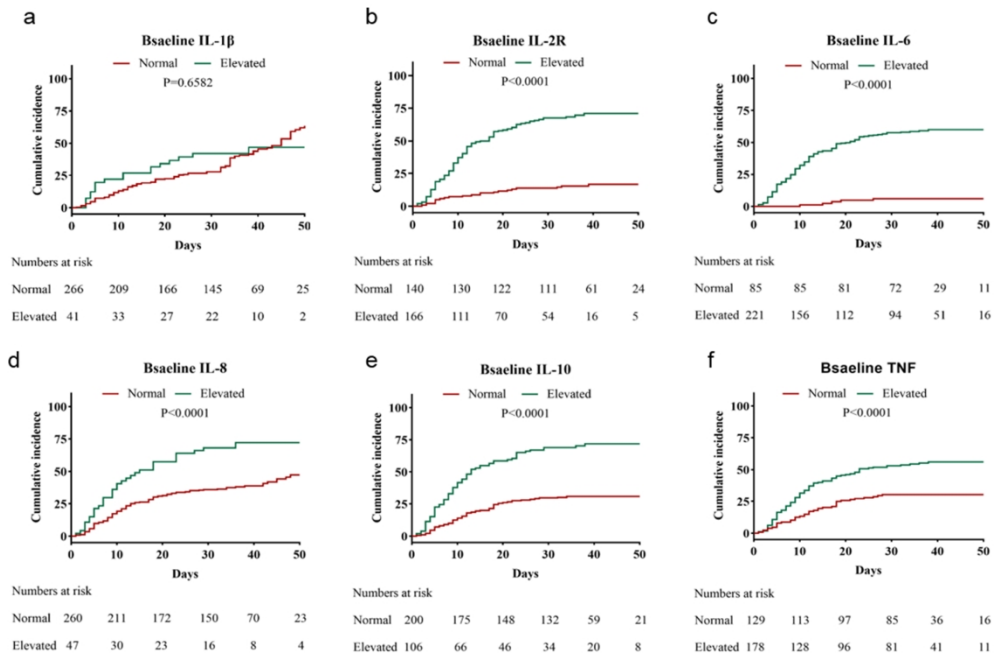 a
Bsaeline IL-1β
Normal Elevated
P=0.6582
Cumulative incidence
100
75
50
25
0
0 10 20 30 40 50
Days
Numbers at risk
Normal 266 209 166 145 69 25
Elevated 41 33 27 22 10 2
b
Bsaeline IL-2R
Normal Elevated
P<0.0001
Cumulative incidence
100
75
50
25
0
0 10 20 30 40 50
Days
Numbers at risk
Normal 140 130 122 111 61 24
Elevated 166 111 70 54 16 5
c
Bsaeline IL-6
Normal Elevated
P<0.0001
Cumulative incidence
100
75
50
25
0
0 10 20 30 40 50
Days
Numbers at risk
Normal 85 85 81 72 29 11
Elevated 221 156 112 94 51 16
d
Bsaeline IL-8
Normal Elevated
P<0.0001
Cumulative incidence
100
75
50
25
0
0 10 20 30 40 50
Days
Numbers at risk
Normal 260 211 172 150 70 23
Elevated 47 30 23 16 8 4
e
Bsaeline IL-10
Normal Elevated
P<0.0001
Cumulative incidence
100
75
50
25
0
0 10 20 30 40 50
Days
Numbers at risk
Normal 200 175 148 132 59 21
Elevated 106 66 46 34 20 8
f
Bsaeline TNF
Normal Elevated
P<0.0001
Cumulative incidence
100
75
50
25
0
0 10 20 30 40 50
Days
Numbers at risk
Normal 129 113 97 85 36 16
Elevated 178 128 96 81 41 11